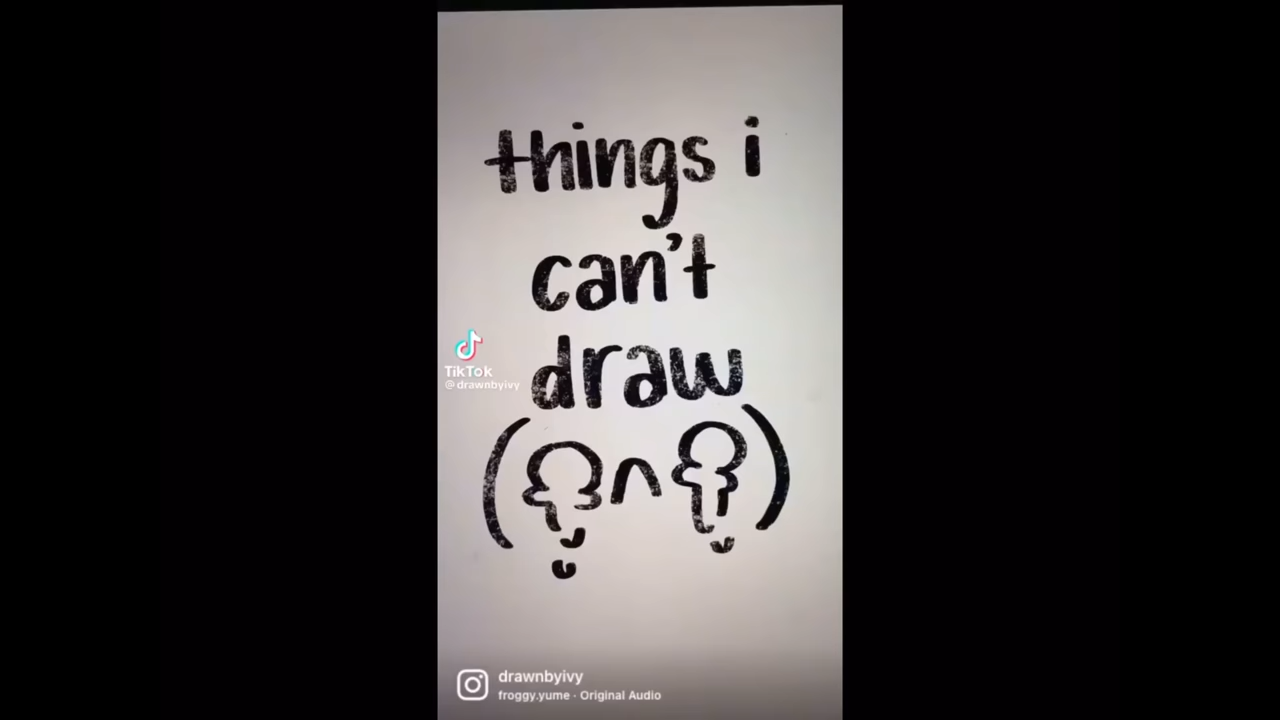 things i
can't
draw
TikTok
@drawnbyivy
drawnbyivy
froggy.yume · Original Audio